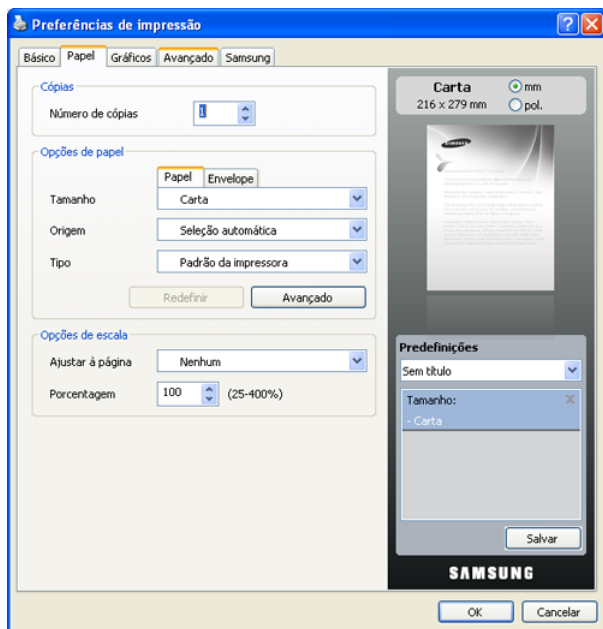 Preferências de impressão
Básico Papel Gráficos Avançado Samsung
Cópias
Número de cópias 1
Opções de papel
Papel Envelope
Tamanho Carta
Origem Seleção automática
Tipo Padrão da impressora
Redefinir Avançado
Opções de escala
Ajustar à página Nenhum
Porcentagem 100 (25-400%)
Carta
216 x 279 mm
mm
pol.
SAMSUNG
Predefinições
Sem título
Tamanho: X
- Carta
Salvar
SAMSUNG
OK Cancelar